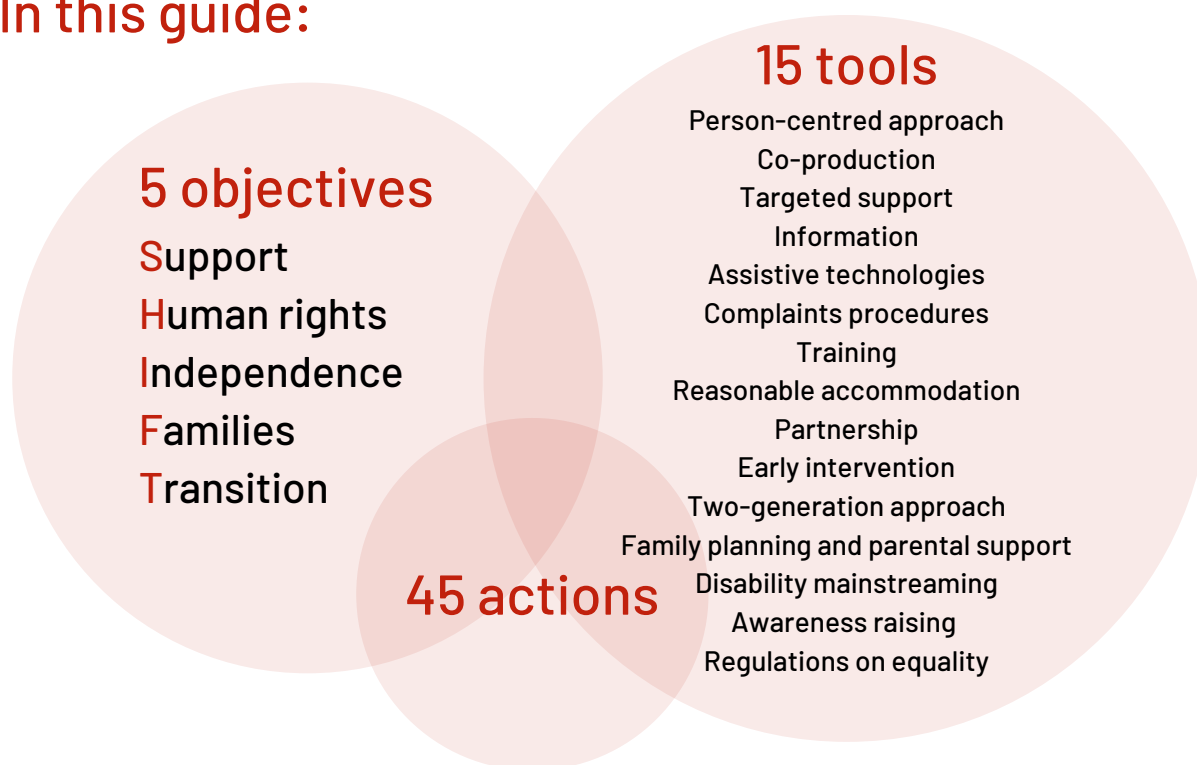 In this guide:
5 objectives
Support
Human rights
Independence
Families
Transition
15 tools
Person-centred approach
Co-production
Targeted support
Information
Assistive technologies
Complaints procedures
Training
Reasonable accommodation
Partnership
Early intervention
Two-generation approach
Family planning and parental support
Disability mainstreaming
Awareness raising
Regulations on equality
45 actions